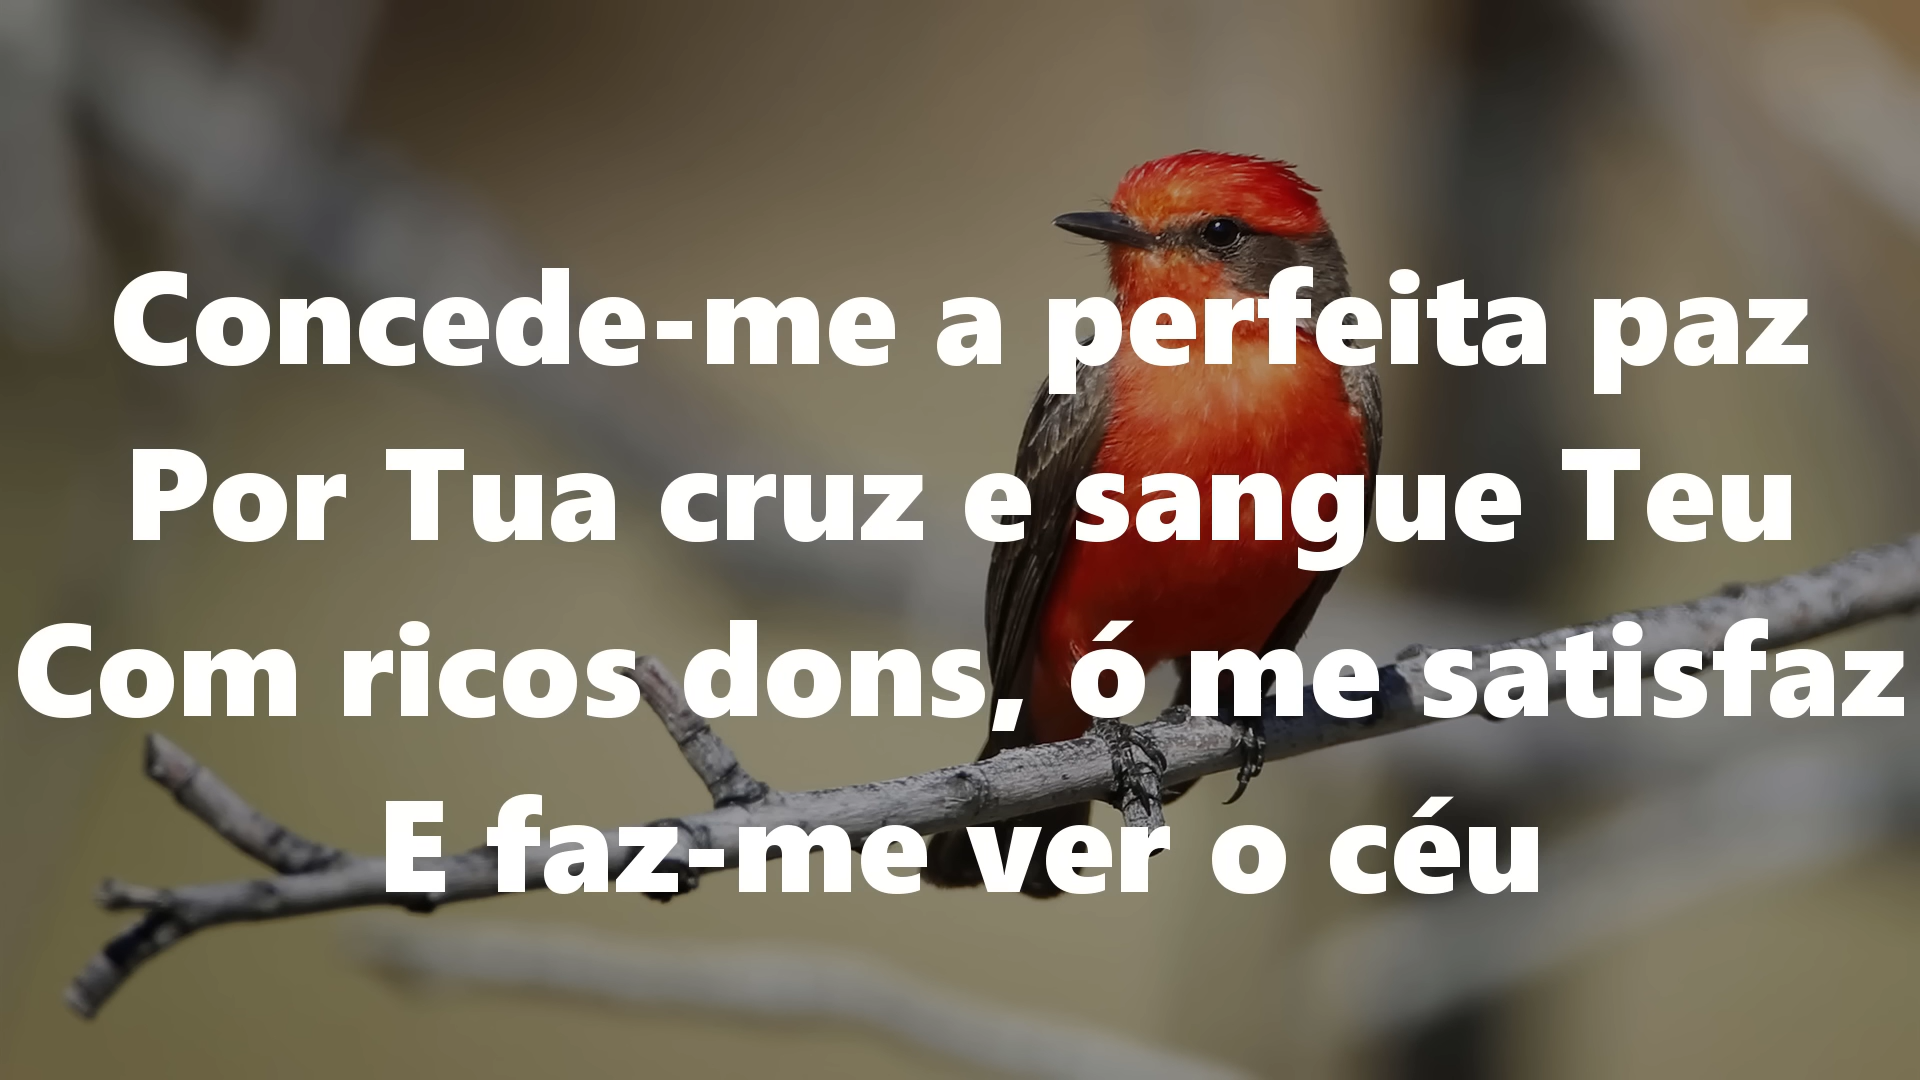 Concede-me a perfeita paz
Por Tua cruz e sangue Teu
Com ricos dons, ó me satisfaz
E faz-me ver o céu